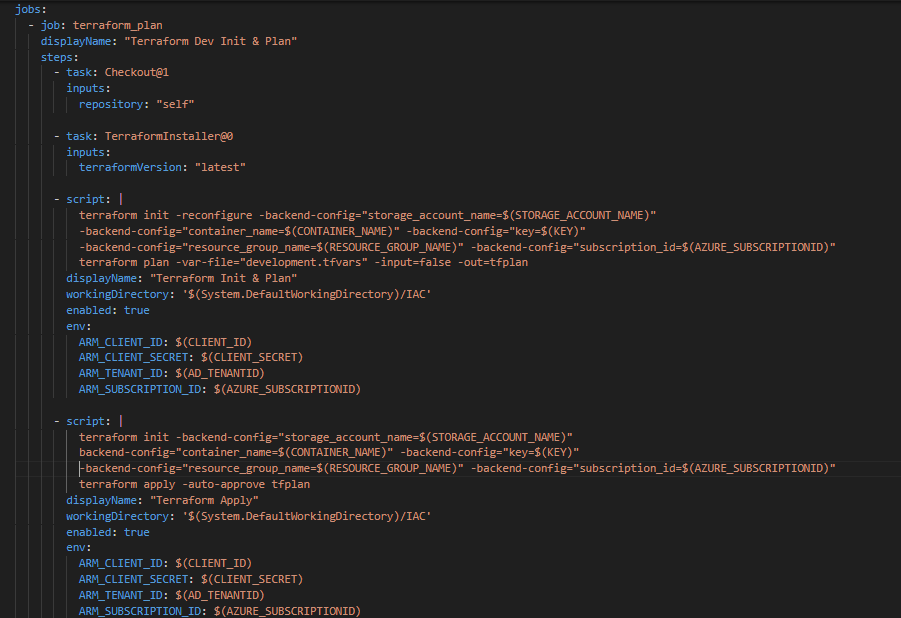 jobs:
- job: terraform_plan
displayName: "Terraform Dev Init & Plan"
steps:
- task: Checkout@1
inputs:
repository: "self"
- task: TerraformInstaller@0
inputs:
terraformVersion: "latest"
- script: |
terraform init -reconfigure -backend-config="storage_account_name=$(STORAGE_ACCOUNT_NAME)"
-backend-config="container_name=$(CONTAINER_NAME)" -backend-config="key=$(KEY)"
-backend-config="resource_group_name=$(RESOURCE_GROUP_NAME)" -backend-config="subscription_id=$(AZURE_SUBSCRIPTIONID)"
terraform plan -var-file="development.tfvars" -input=false -out=tfplan
displayName: "Terraform Init & Plan"
workingDirectory: '$(System.DefaultWorkingDirectory)/IAC'
enabled: true
env:
ARM_CLIENT_ID: $(CLIENT_ID)
ARM_CLIENT_SECRET: $(CLIENT_SECRET)
ARM_TENANT_ID: $(AD_TENANTID)
ARM_SUBSCRIPTION_ID: $(AZURE_SUBSCRIPTIONID)
- script: |
terraform init -backend-config="storage_account_name=$(STORAGE_ACCOUNT_NAME)"
backend-config="container_name=$(CONTAINER_NAME)" -backend-config="key=$(KEY)"
-backend-config="resource_group_name=$(RESOURCE_GROUP_NAME)" -backend-config="subscription_id=$(AZURE_SUBSCRIPTIONID)"
terraform apply -auto-approve tfplan
displayName: "Terraform Apply"
workingDirectory: '$(System.DefaultWorkingDirectory)/IAC'
enabled: true
env:
ARM_CLIENT_ID: $(CLIENT_ID)
ARM_CLIENT_SECRET: $(CLIENT_SECRET)
ARM_TENANT_ID: $(AD_TENANTID)
ARM_SUBSCRIPTION_ID: $(AZURE_SUBSCRIPTIONID)